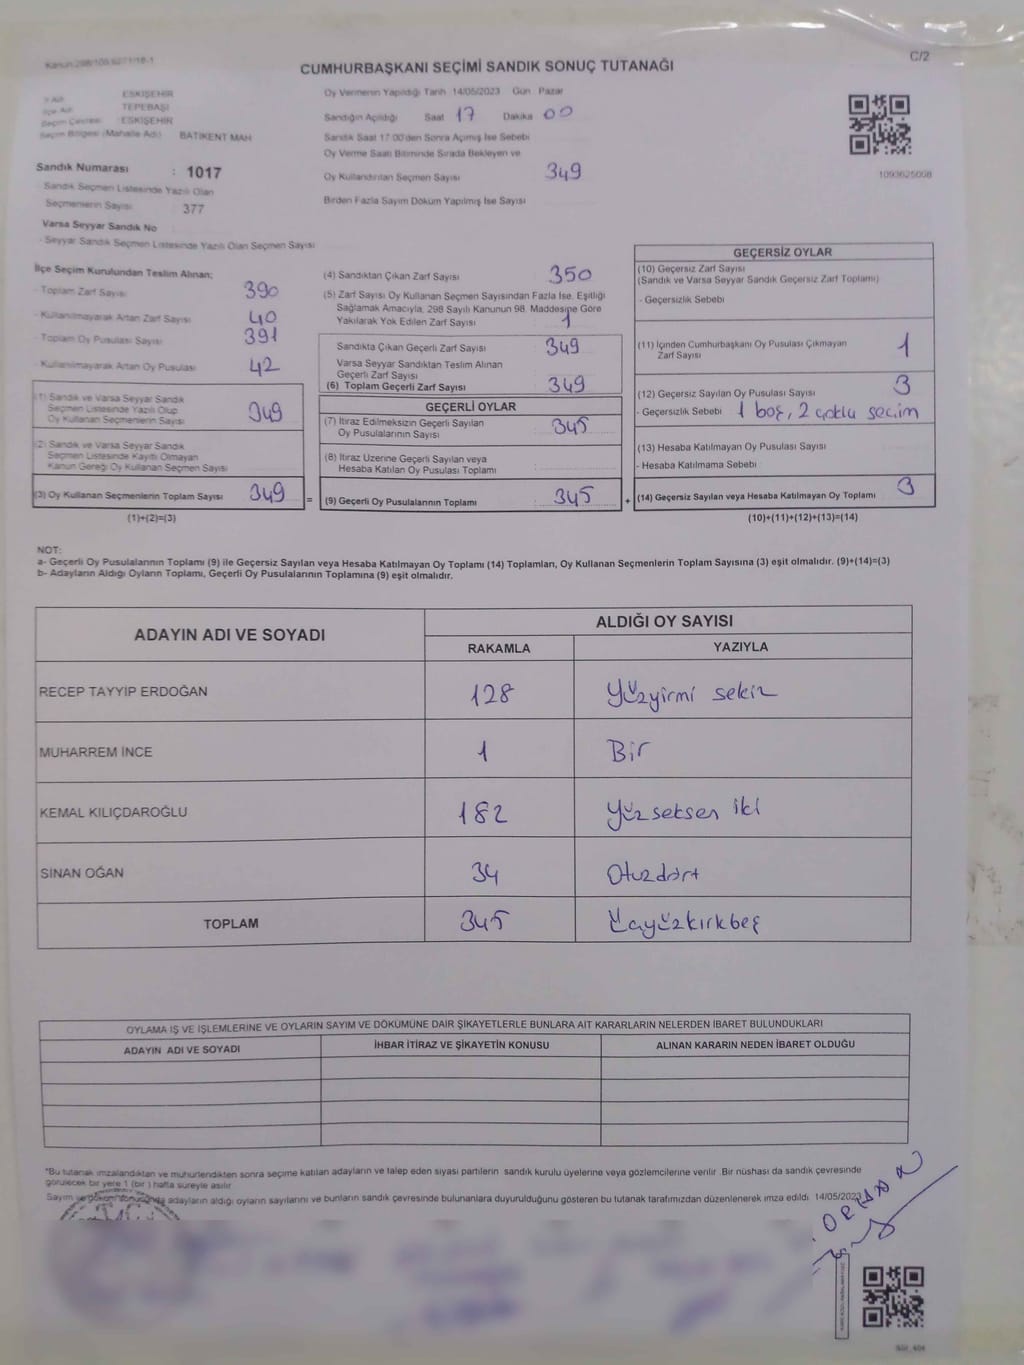 C/2
CUMHURBAŞKANI SEÇİMİ SANDIK SONUÇ TUTANAĞI
İl Adı ESKİŞEHİR
İlçe Adı TEPEBAŞI
Seçim Çevresi : ESKİŞEHİR
Seçim Bölgesi (Mahalle Adı) BATIKENT MAH
Sandık Numarası : 1017
Sandık Seçmen Listesinde Yazılı Olan
Seçmenlerin Sayısı 377
Varsa Seyyar Sandık No
- Seyyar Sandık Seçmen Listesinde Yazılı Olan Seçmen Sayısı
Oy Vermenin Yapıldığı Tarih 14/05/2023 Gün Pazar
Sandığın Açıldığı Saat 17 Dakika 00
Sandık Saat 17.00'den Sonra Açılmış İse Sebebi
Oy Verme Saati Bitiminde Sırada Bekleyen ve
Oy Kullandırılan Seçmen Sayısı 349
Birden Fazla Sayım Döküm Yapılmış İse Sayısı
1093625008
İlçe Seçim Kurulundan Teslim Alınan;
- Toplam Zarf Sayısı 390
- Kullanılmayarak Artan Zarf Sayısı 40
- Toplam Oy Pusulası Sayısı 391
- Kullanılmayarak Artan Oy Pusulası 42
(1) Sandık ve Varsa Seyyar Sandık
Seçmen Listesinde Yazılı Olup
Oy Kullanan Seçmenlerin Sayısı 349
(2) Sandık ve Varsa Seyyar Sandık
Seçmen Listesinde Kayıtlı Olmayan
Kanun Gereği Oy Kullanan Seçmen Sayısı
(3) Oy Kullanan Seçmenlerin Toplam Sayısı 349
(1)+(2)=(3)
(4) Sandıktan Çıkan Zarf Sayısı 350
(5) Zarf Sayısı Oy Kullanan Seçmen Sayısından Fazla İse, Eşitliği
Sağlamak Amacıyla, 298 Sayılı Kanunun 98. Maddesine Göre
Yakılarak Yok Edilen Zarf Sayısı 1
Sandıkta Çıkan Geçerli Zarf Sayısı 349
Varsa Seyyar Sandıktan Teslim Alınan
Geçerli Zarf Sayısı
(6) Toplam Geçerli Zarf Sayısı 349
GEÇERLİ OYLAR
(7) İtiraz Edilmeksizin Geçerli Sayılan
Oy Pusulalarının Sayısı 345
(8) İtiraz Üzerine Geçerli Sayılan veya
Hesaba Katılan Oy Pusulası Toplamı
= (9) Geçerli Oy Pusulalarının Toplamı 345 +
GEÇERSİZ OYLAR
(10) Geçersiz Zarf Sayısı
(Sandık ve Varsa Seyyar Sandık Geçersiz Zarf Toplamı)
- Geçersizlik Sebebi
(11) İçinden Cumhurbaşkanı Oy Pusulası Çıkmayan
Zarf Sayısı 1
(12) Geçersiz Sayılan Oy Pusulası Sayısı 3
- Geçersizlik Sebebi 1 boş, 2 çoklu seçim
(13) Hesaba Katılmayan Oy Pusulası Sayısı
- Hesaba Katılmama Sebebi
(14) Geçersiz Sayılan veya Hesaba Katılmayan Oy Toplamı 3
(10)+(11)+(12)+(13)=(14)
NOT:
a- Geçerli Oy Pusulalarının Toplamı (9) ile Geçersiz Sayılan veya Hesaba Katılmayan Oy Toplamı (14) Toplamları, Oy Kullanan Seçmenlerin Toplam Sayısına (3) eşit olmalıdır. (9)+(14)=(3)
b- Adayların Aldığı Oyların Toplamı, Geçerli Oy Pusulalarının Toplamına (9) eşit olmalıdır.
ADAYIN ADI VE SOYADI
ALDIĞI OY SAYISI
RAKAMLA YAZIYLA
RECEP TAYYİP ERDOĞAN 128 Yüzyirmi sekiz
MUHARREM İNCE 1 Bir
KEMAL KILIÇDAROĞLU 182 Yüzseksen iki
SİNAN OĞAN 34 Otuzdört
TOPLAM 345 Üçyüzkırkbeş
OYLAMA İŞ VE İŞLEMLERİNE VE OYLARIN SAYIM VE DÖKÜMÜNE DAİR ŞİKAYETLERLE BUNLARA AİT KARARLARIN NELERDEN İBARET BULUNDUKLARI
ADAYIN ADI VE SOYADI İHBAR İTİRAZ VE ŞİKAYETİN KONUSU ALINAN KARARIN NEDEN İBARET OLDUĞU
*Bu tutanak imzalandıktan ve mühürlendikten sonra seçime katılan adayların ve talep eden siyasi partilerin sandık kurulu üyelerine veya gözlemcilerine verilir. Bir nüshası da sandık çevresinde
görülecek bir yere 1 (bir ) hafta süreyle asılır.
Sayım ve döküm sonucunda adayların aldığı oyların sayılarını ve bunların sandık çevresinde bulunanlara duyurulduğunu gösteren bu tutanak tarafımızdan düzenlenerek imza edildi. 14/05/2023